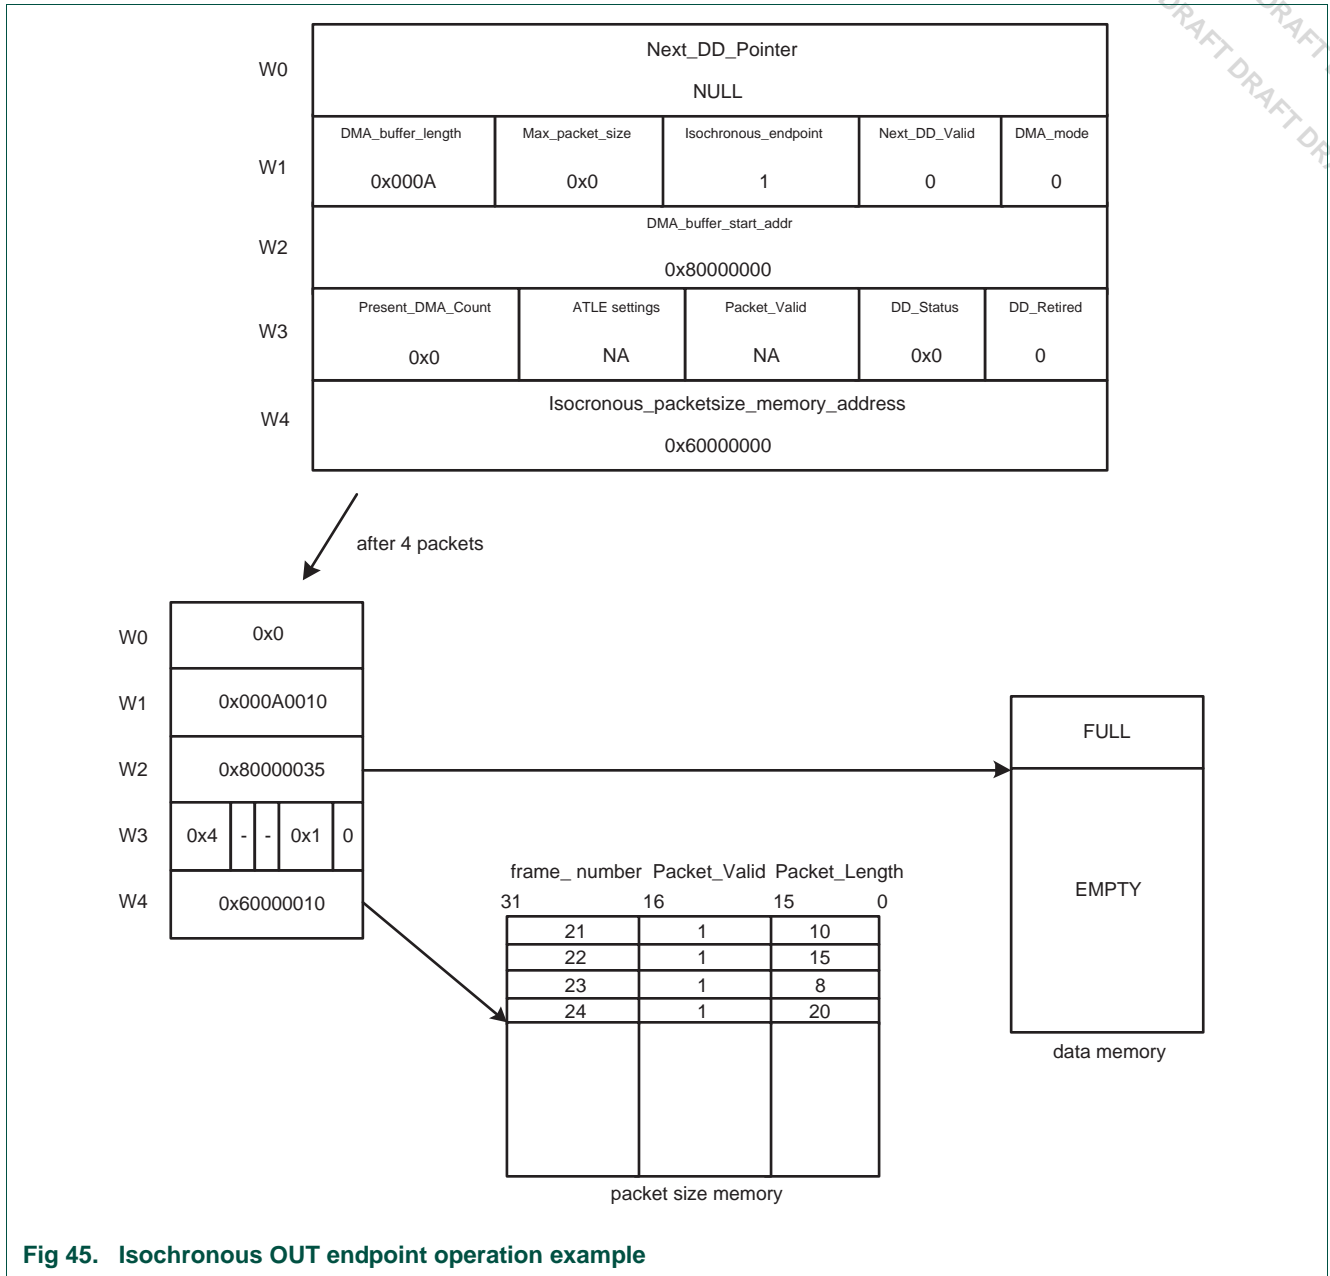 DRAFT DRAFT DRA
DRAFT
W0
Next_DD_Pointer
NULL
W1
DMA_buffer_length Max_packet_size Isochronous_endpoint Next_DD_Valid DMA_mode
0x000A 0x0 1 0 0
W2
DMA_buffer_start_addr
0x80000000
W3
Present_DMA_Count ATLE settings Packet_Valid DD_Status DD_Retired
0x0 NA NA 0x0 0
W4
Isocronous_packetsize_memory_address
0x60000000
after 4 packets
W0 0x0
W1 0x000A0010
W2 0x80000035
W3 0x4 - - 0x1 0
W4 0x60000010
FULL
EMPTY
data memory
frame_ number Packet_Valid Packet_Length
31 16 15 0
21 1 10
22 1 15
23 1 8
24 1 20
packet size memory
Fig 45. Isochronous OUT endpoint operation example